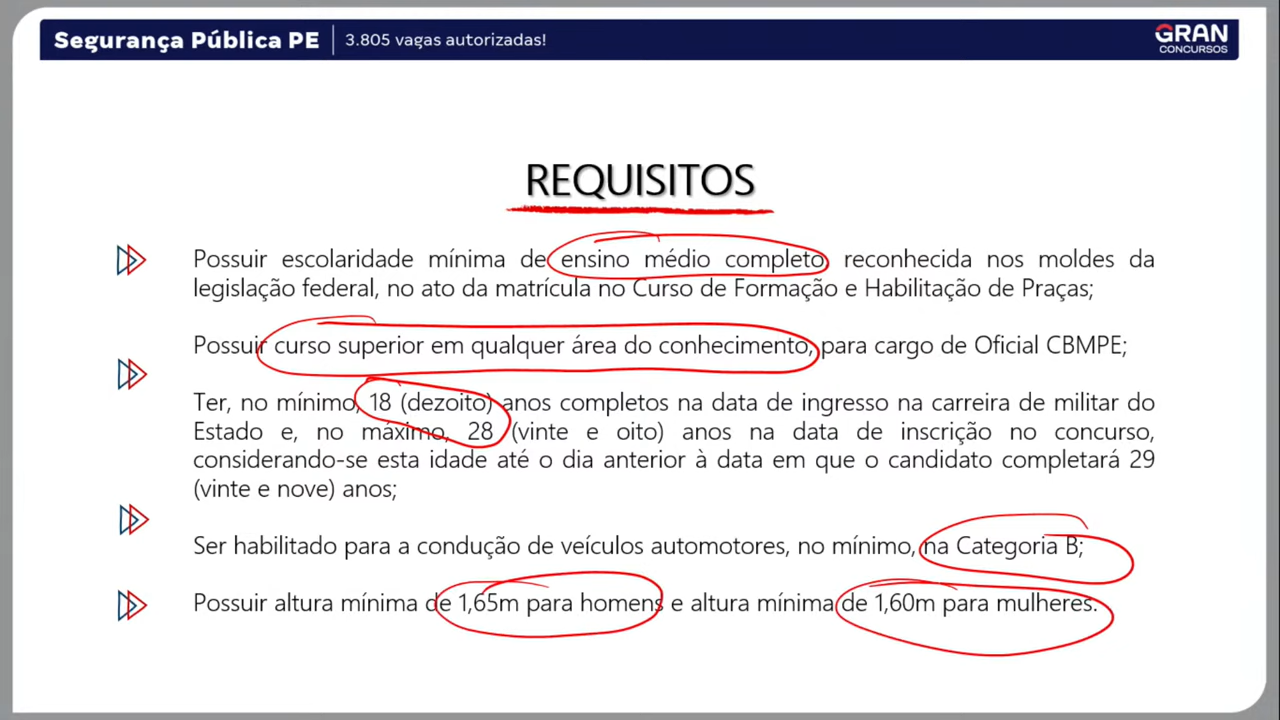 Segurança Pública PE | 3.805 vagas autorizadas!
GRAN
CONCURSOS
REQUISITOS
Possuir escolaridade mínima de ensino médio completo, reconhecida nos moldes da
legislação federal, no ato da matrícula no Curso de Formação e Habilitação de Praças;
Possuir curso superior em qualquer área do conhecimento, para cargo de Oficial CBMPE;
Ter, no mínimo, 18 (dezoito) anos completos na data de ingresso na carreira de militar do
Estado e, no máximo, 28 (vinte e oito) anos na data de inscrição no concurso,
considerando-se esta idade até o dia anterior à data em que o candidato completará 29
(vinte e nove) anos;
Ser habilitado para a condução de veículos automotores, no mínimo, na Categoria B;
Possuir altura mínima de 1,65m para homens e altura mínima de 1,60m para mulheres.